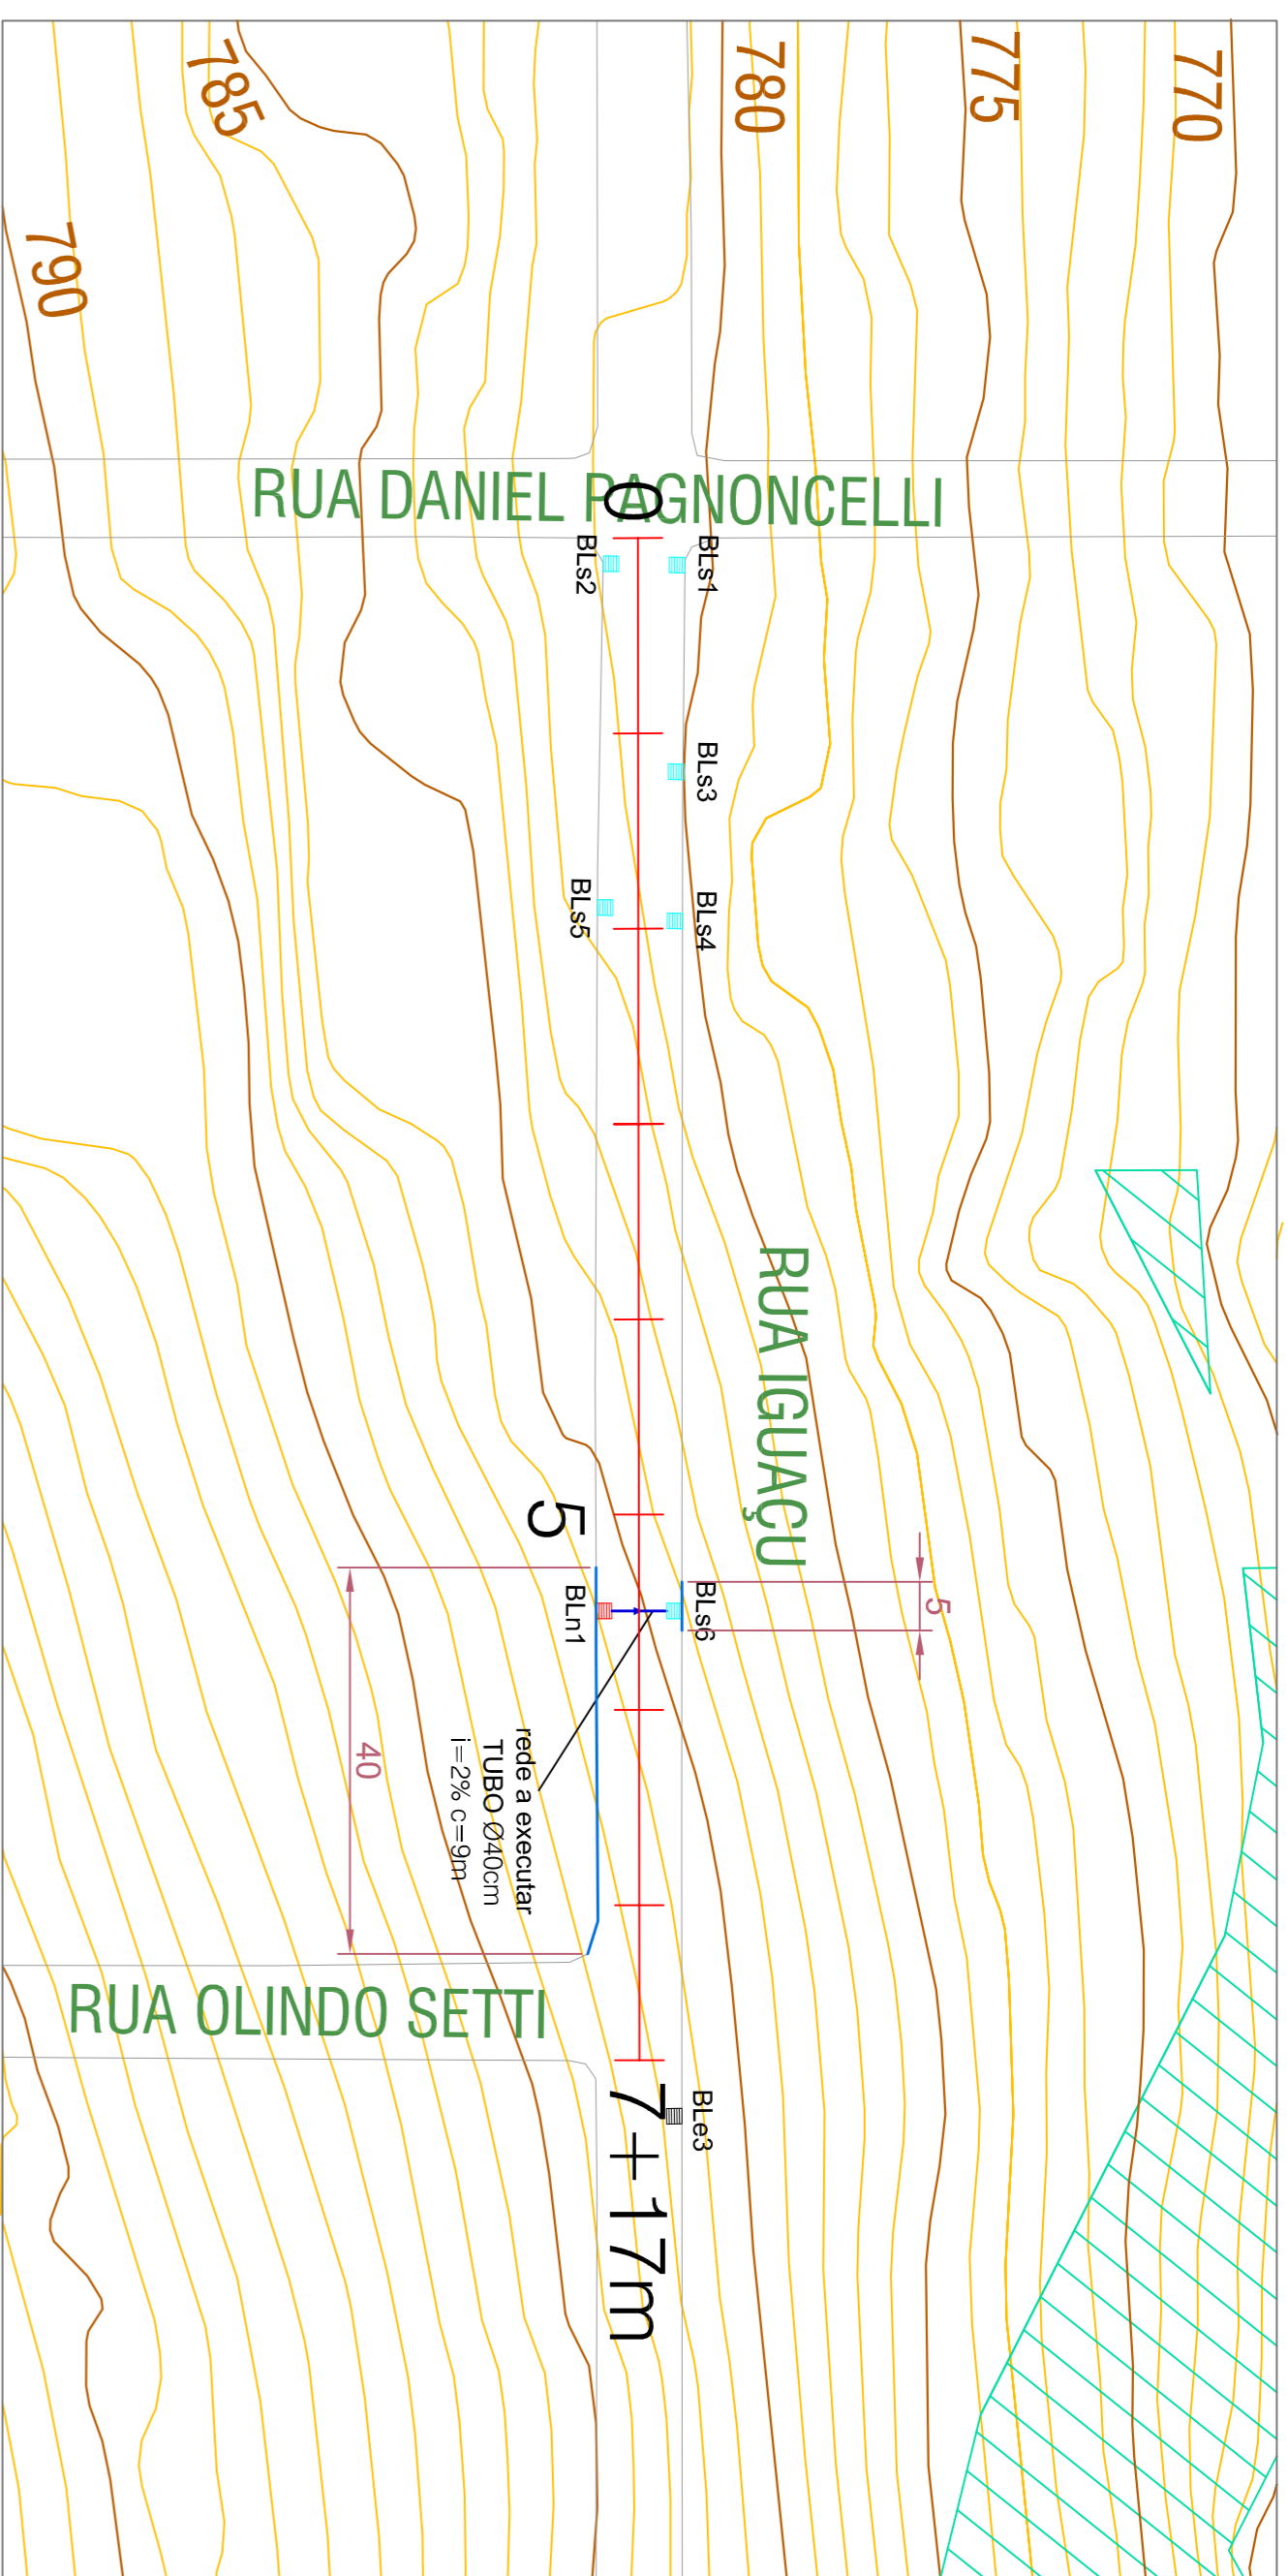 785
780
775
770
790
RUA DANIEL PAGNONCELLI
0
BLs2
BLs1
BLs3
BLs5
BLs4
RUA IGUAÇU
5
BLn1
BLs6
5
40
rede a executar
TUBO Ø40cm
i=2% c=9m
RUA OLINDO SETTI
BLe3
7+17m